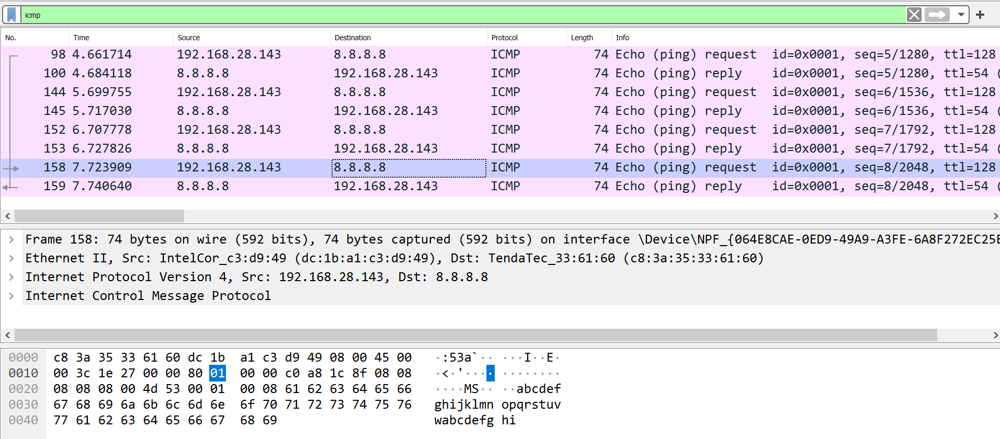 icmp
No. Time Source Destination Protocol Length Info
98 4.661714 192.168.28.143 8.8.8.8 ICMP 74 Echo (ping) request id=0x0001, seq=5/1280, ttl=128
100 4.684118 8.8.8.8 192.168.28.143 ICMP 74 Echo (ping) reply id=0x0001, seq=5/1280, ttl=54 (
144 5.699755 192.168.28.143 8.8.8.8 ICMP 74 Echo (ping) request id=0x0001, seq=6/1536, ttl=128
145 5.717030 8.8.8.8 192.168.28.143 ICMP 74 Echo (ping) reply id=0x0001, seq=6/1536, ttl=54 (
152 6.707778 192.168.28.143 8.8.8.8 ICMP 74 Echo (ping) request id=0x0001, seq=7/1792, ttl=128
153 6.727826 8.8.8.8 192.168.28.143 ICMP 74 Echo (ping) reply id=0x0001, seq=7/1792, ttl=54 (
158 7.723909 192.168.28.143 8.8.8.8 ICMP 74 Echo (ping) request id=0x0001, seq=8/2048, ttl=128
159 7.740640 8.8.8.8 192.168.28.143 ICMP 74 Echo (ping) reply id=0x0001, seq=8/2048, ttl=54 (
Frame 158: 74 bytes on wire (592 bits), 74 bytes captured (592 bits) on interface \Device\NPF_{064E8CAE-0ED9-49A9-A3FE-6A8F272EC25E
Ethernet II, Src: IntelCor_c3:d9:49 (dc:1b:a1:c3:d9:49), Dst: TendaTec_33:61:60 (c8:3a:35:33:61:60)
Internet Protocol Version 4, Src: 192.168.28.143, Dst: 8.8.8.8
Internet Control Message Protocol
0000 c8 3a 35 33 61 60 dc 1b a1 c3 d9 49 08 00 45 00 ·:53a`·· ···I··E·
0010 00 3c 1e 27 00 00 80 01 00 00 c0 a8 1c 8f 08 08 ·<·'···· ········
0020 08 08 08 00 4d 53 00 01 00 08 61 62 63 64 65 66 ····MS·· ··abcdef
0030 67 68 69 6a 6b 6c 6d 6e 6f 70 71 72 73 74 75 76 ghijklmn opqrstuv
0040 77 61 62 63 64 65 66 67 68 69 wabcdefg hi